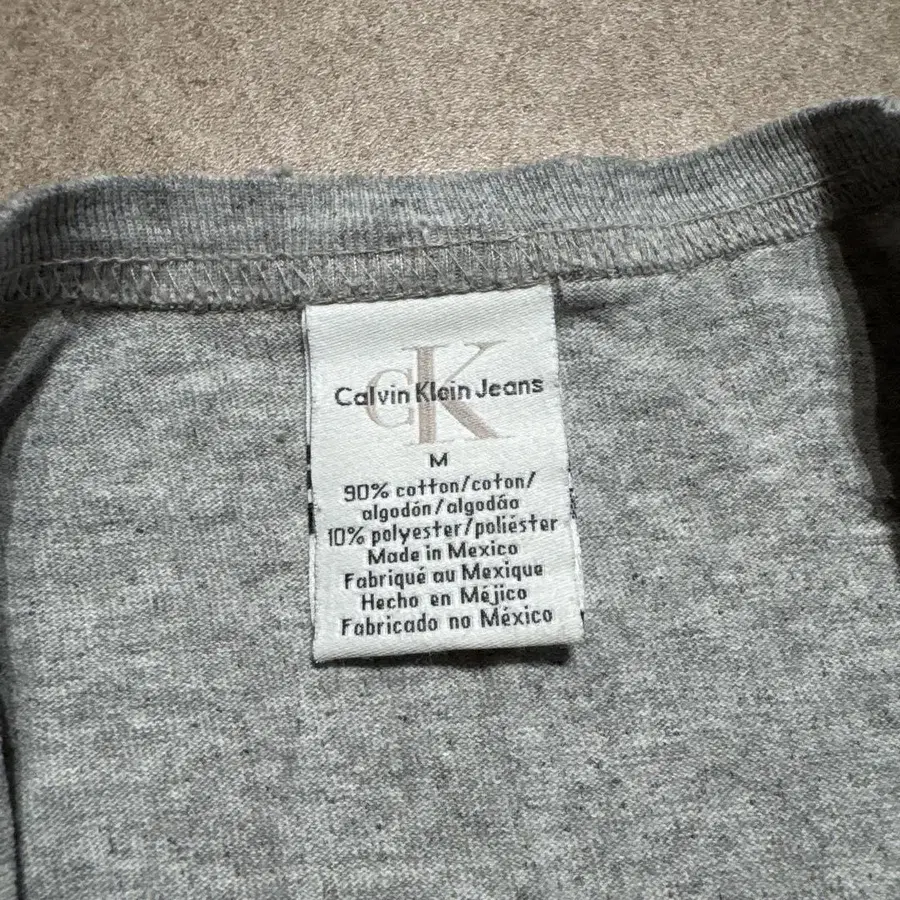 CK
Calvin Klein Jeans
M
90% cotton/coton/
algodón/algodão
10% polyester/poliéster
Made in Mexico
Fabriqué au Mexique
Hecho en Méjico
Fabricado no México